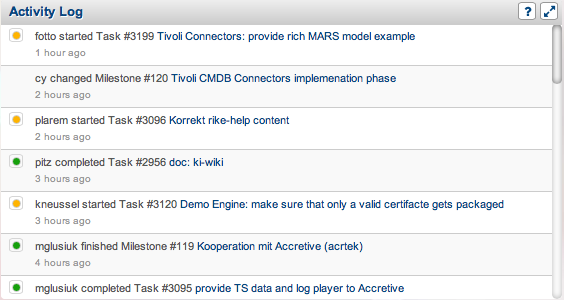 Activity Log
?
fotto started Task #3199 Tivoli Connectors: provide rich MARS model example
1 hour ago
cy changed Milestone #120 Tivoli CMDB Connectors implemenation phase
2 hours ago
plarem started Task #3096 Korrekt rike-help content
2 hours ago
pitz completed Task #2956 doc: ki-wiki
3 hours ago
kneussel started Task #3120 Demo Engine: make sure that only a valid certifacte gets packaged
3 hours ago
mglusiuk finished Milestone #119 Kooperation mit Accretive (acrtek)
4 hours ago
mglusiuk completed Task #3095 provide TS data and log player to Accretive